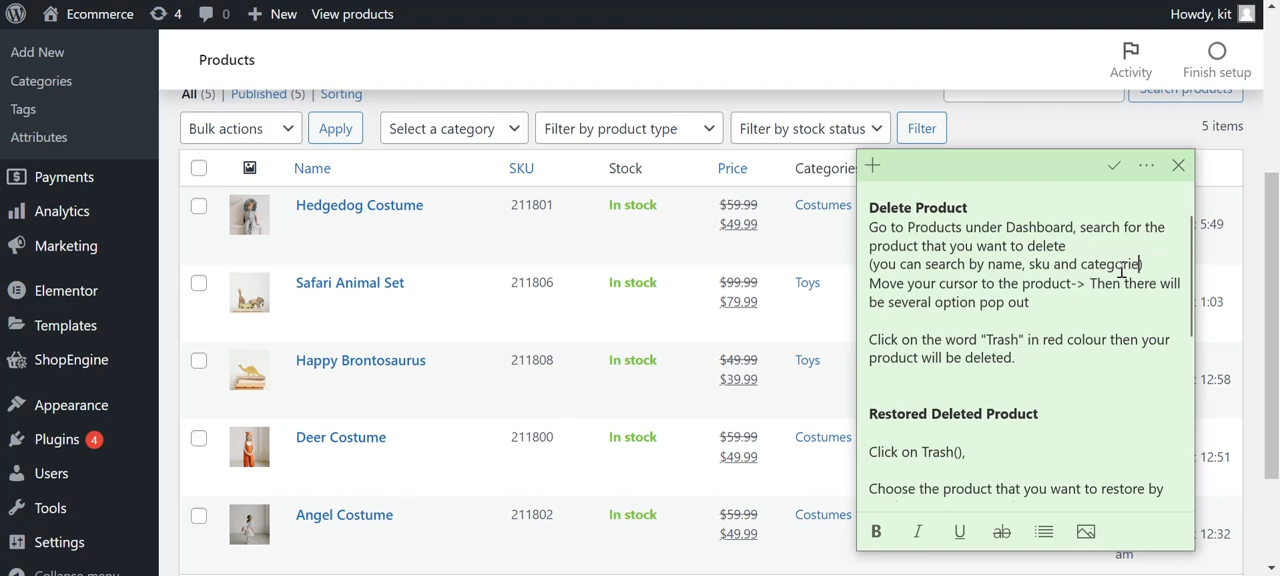 Ecommerce 4 0 New View products Howdy, kit
Add New
Categories
Tags
Attributes
Payments
Analytics
Marketing
Elementor
Templates
ShopEngine
Appearance
Plugins 4
Users
Tools
Settings
Collapse menu
Products
Activity
Finish setup
All (5) | Published (5) | Sorting
Search products
Bulk actions Apply Select a category Filter by product type Filter by stock status Filter 5 items
Name SKU Stock Price Categories
Hedgedog Costume 211801 In stock $59.99 Costumes 5:49
$49.99
Safari Animal Set 211806 In stock $99.99 Toys 1:03
$79.99
Happy Brontosaurus 211808 In stock $49.99 Toys 12:58
$39.99
Deer Costume 211800 In stock $59.99 Costumes 12:51
$49.99
Angel Costume 211802 In stock $59.99 Costumes 12:32
$49.99
am
Delete Product
Go to Products under Dashboard, search for the
product that you want to delete
(you can search by name, sku and categorie)
Move your cursor to the product-> Then there will
be several option pop out
Click on the word "Trash" in red colour then your
product will be deleted.
Restored Deleted Product
Click on Trash(),
Choose the product that you want to restore by
B I U ab